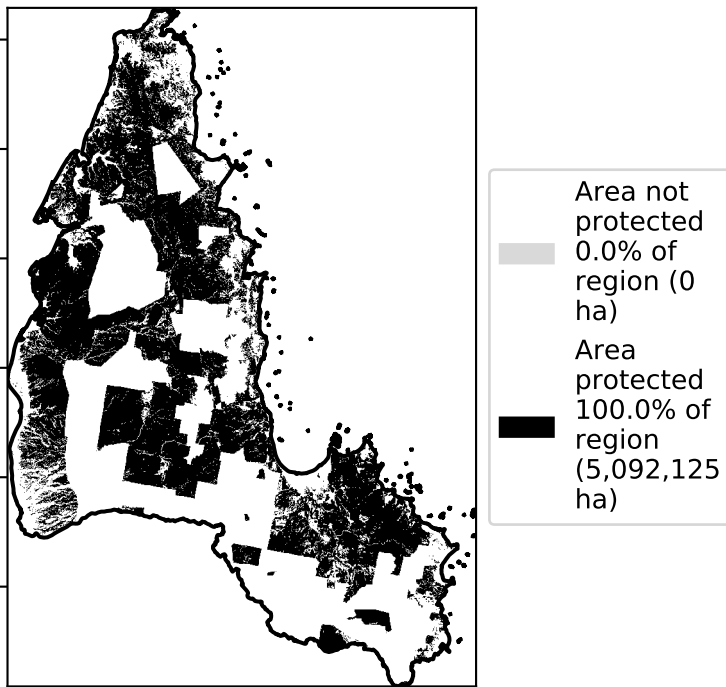 Area not
protected
0.0% of
region (0
ha)
Area
protected
100.0% of
region
(5,092,125
ha)